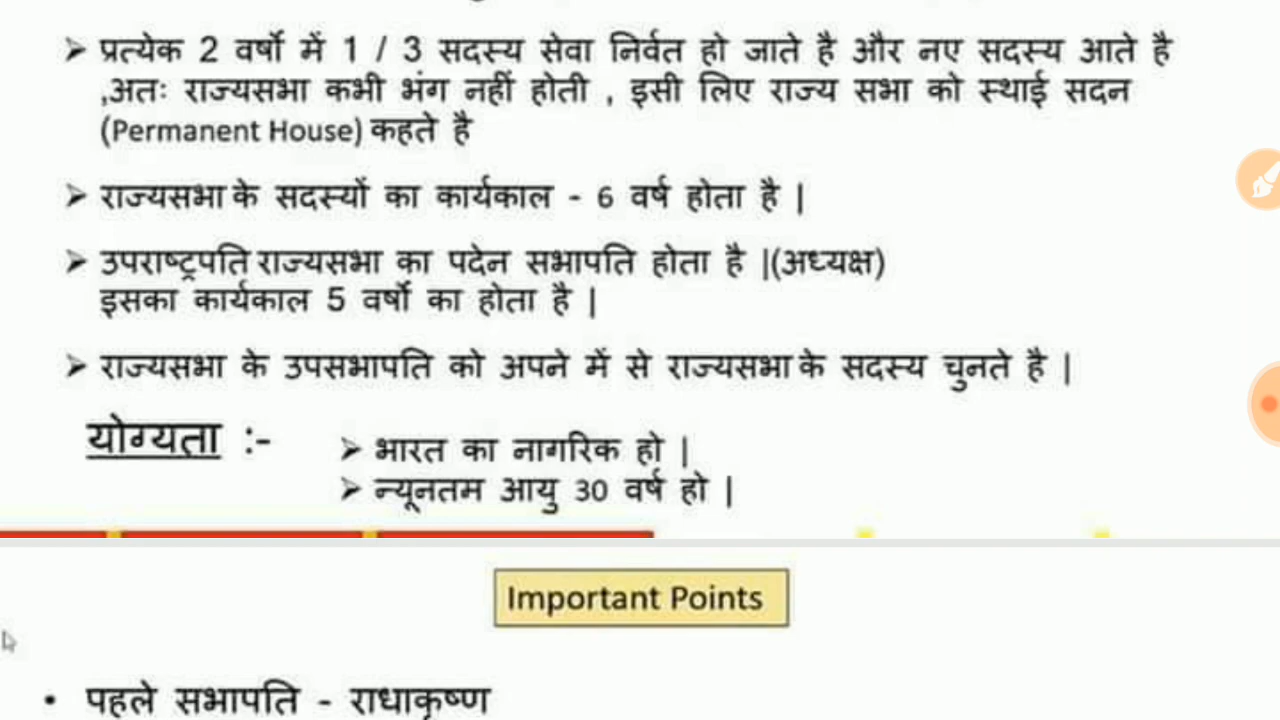 ➢ प्रत्येक 2 वर्षो में 1 / 3 सदस्य सेवा निर्वत हो जाते है और नए सदस्य आते है
,अतः राज्यसभा कभी भंग नहीं होती , इसी लिए राज्य सभा को स्थाई सदन
(Permanent House) कहते है
➢ राज्यसभा के सदस्यों का कार्यकाल - 6 वर्ष होता है |
➢ उपराष्ट्रपति राज्यसभा का पदेन सभापति होता है |(अध्यक्ष)
इसका कार्यकाल 5 वर्षो का होता है |
➢ राज्यसभा के उपसभापति को अपने में से राज्यसभा के सदस्य चुनते है |
योग्यता :-
➢ भारत का नागरिक हो |
➢ न्यूनतम आयु 30 वर्ष हो |
Important Points
• पहले सभापति - राधाकृष्ण